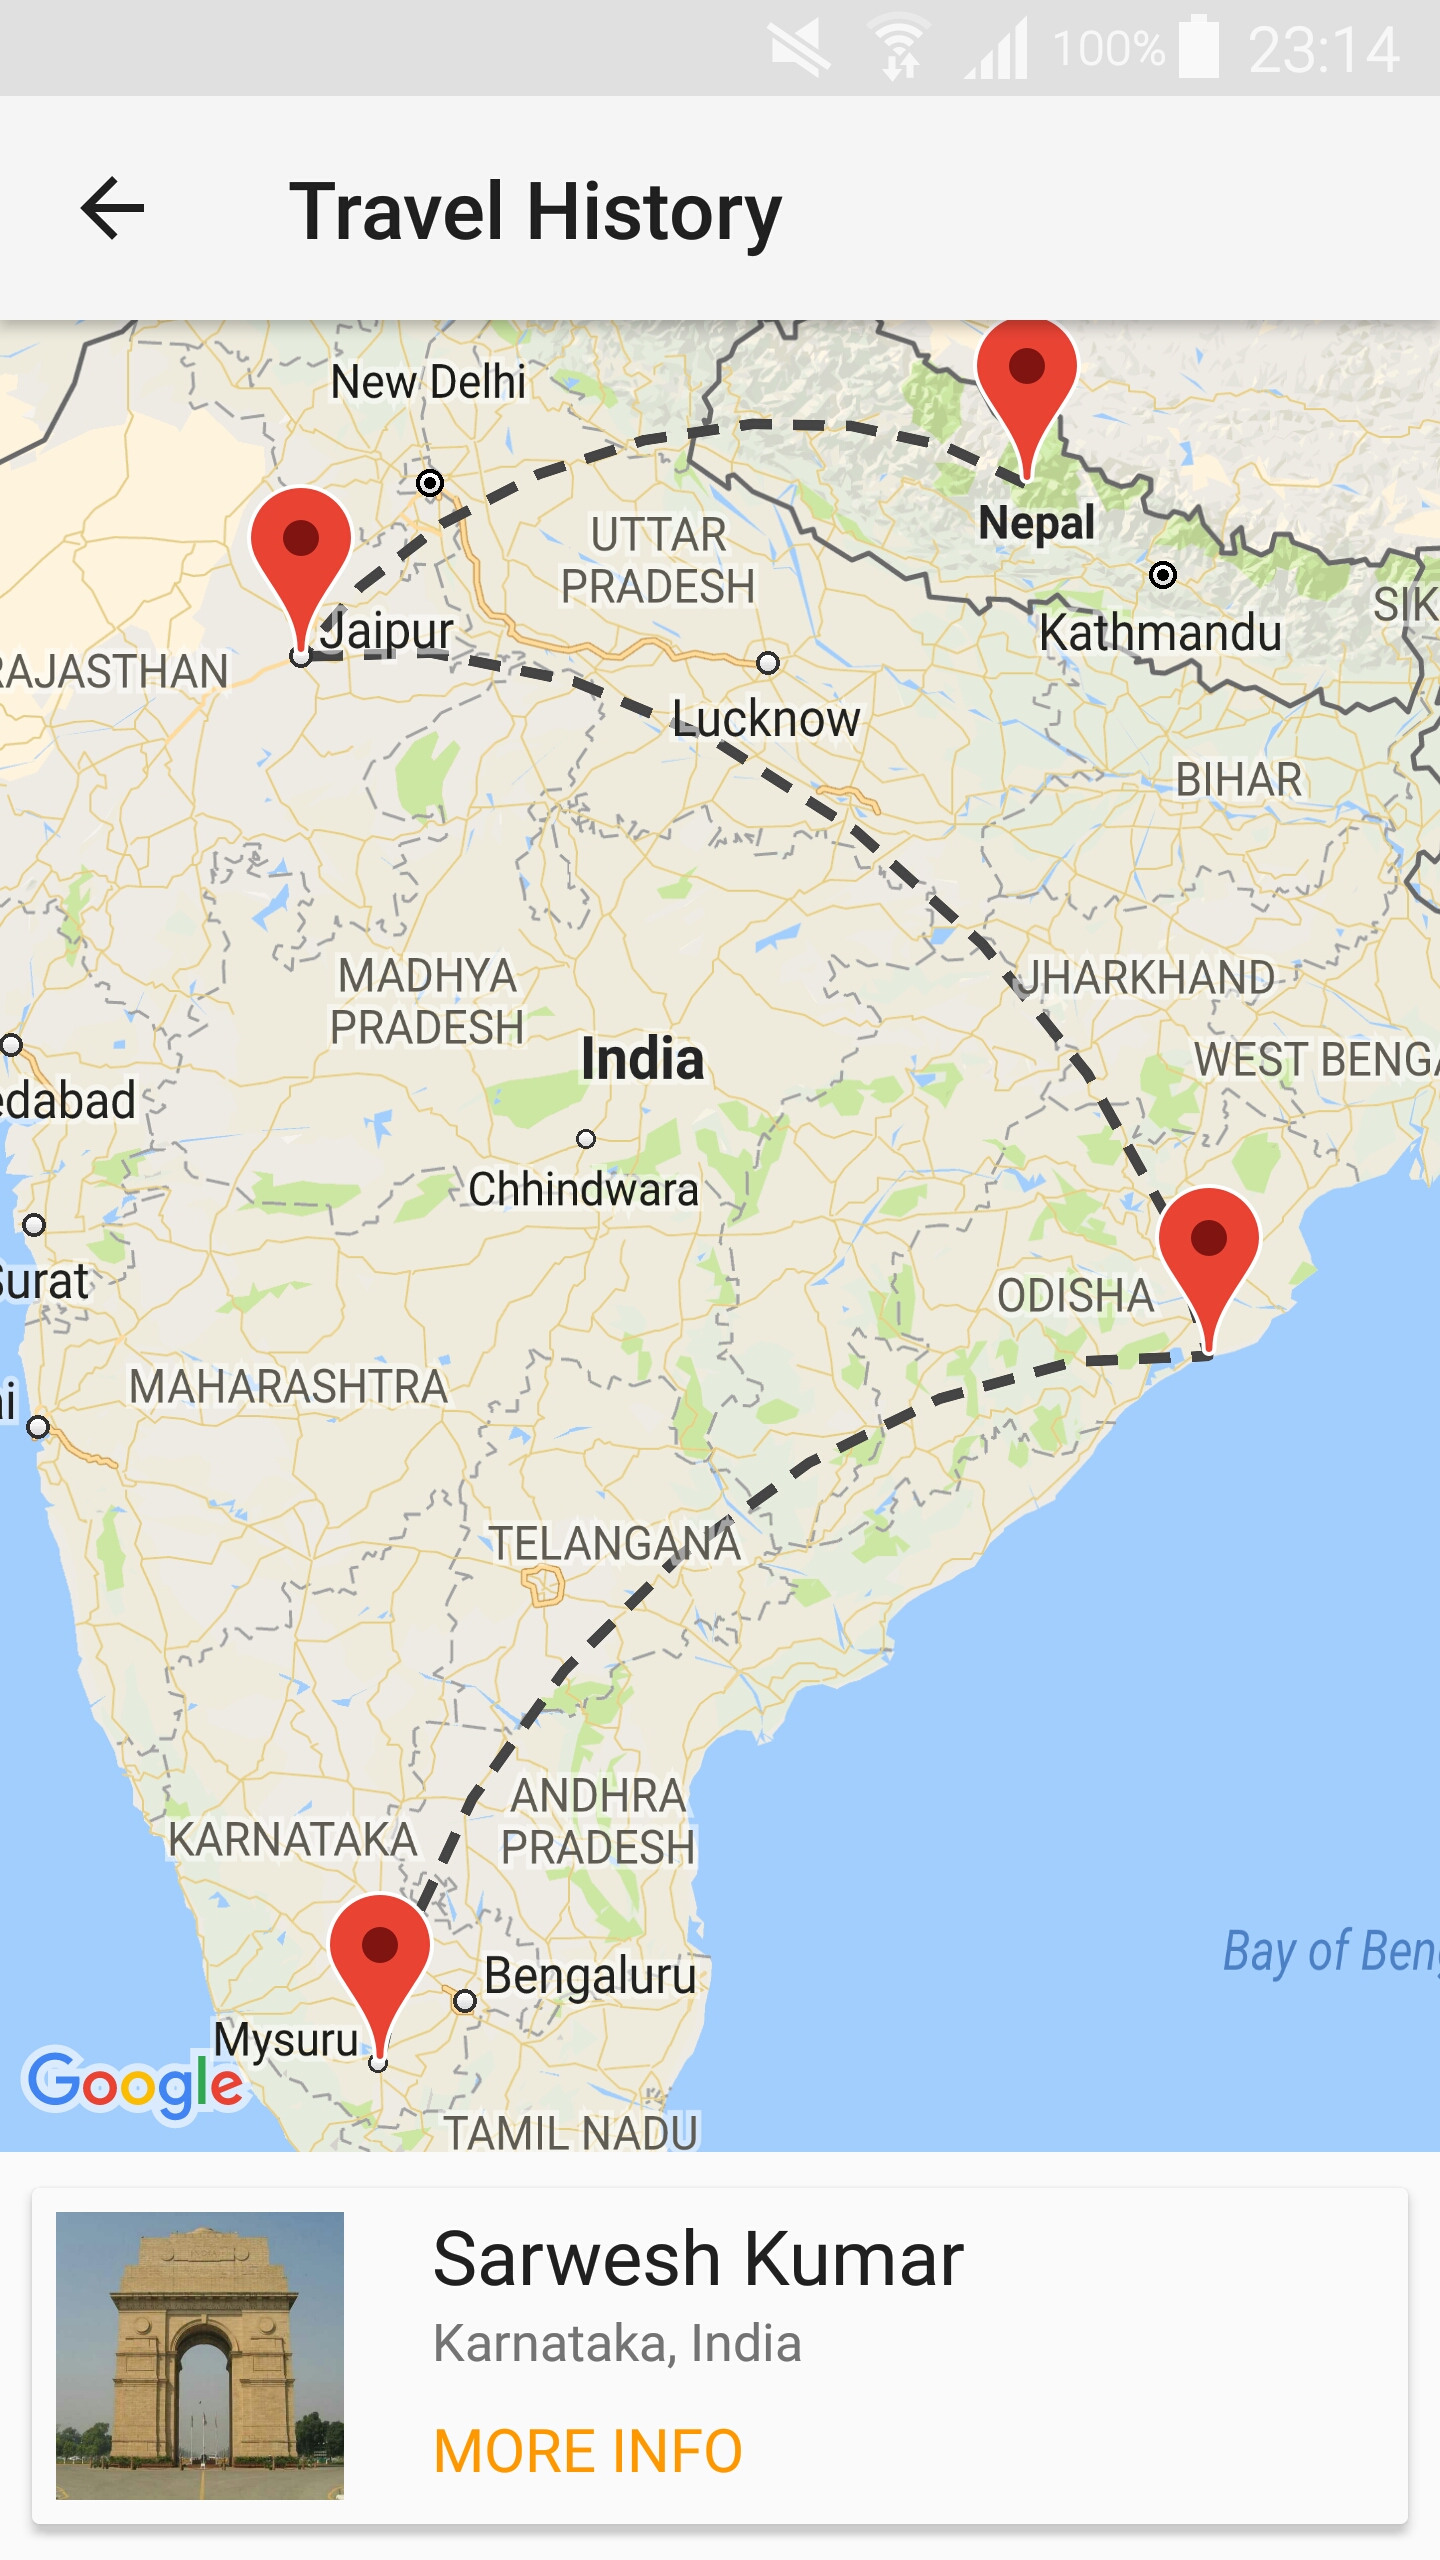 100% 23:14
Travel History
New Delhi
Nepal
UTTAR
PRADESH
Kathmandu
SIK
Jaipur
RAJASTHAN
Lucknow
BIHAR
MADHYA
PRADESH
JHARKHAND
India
WEST BENGA
edabad
Chhindwara
Surat
ODISHA
MAHARASHTRA
ai
TELANGANA
ANDHRA
PRADESH
KARNATAKA
Bay of Beng
Bengaluru
Mysuru
Google
TAMIL NADU
Sarwesh Kumar
Karnataka, India
MORE INFO